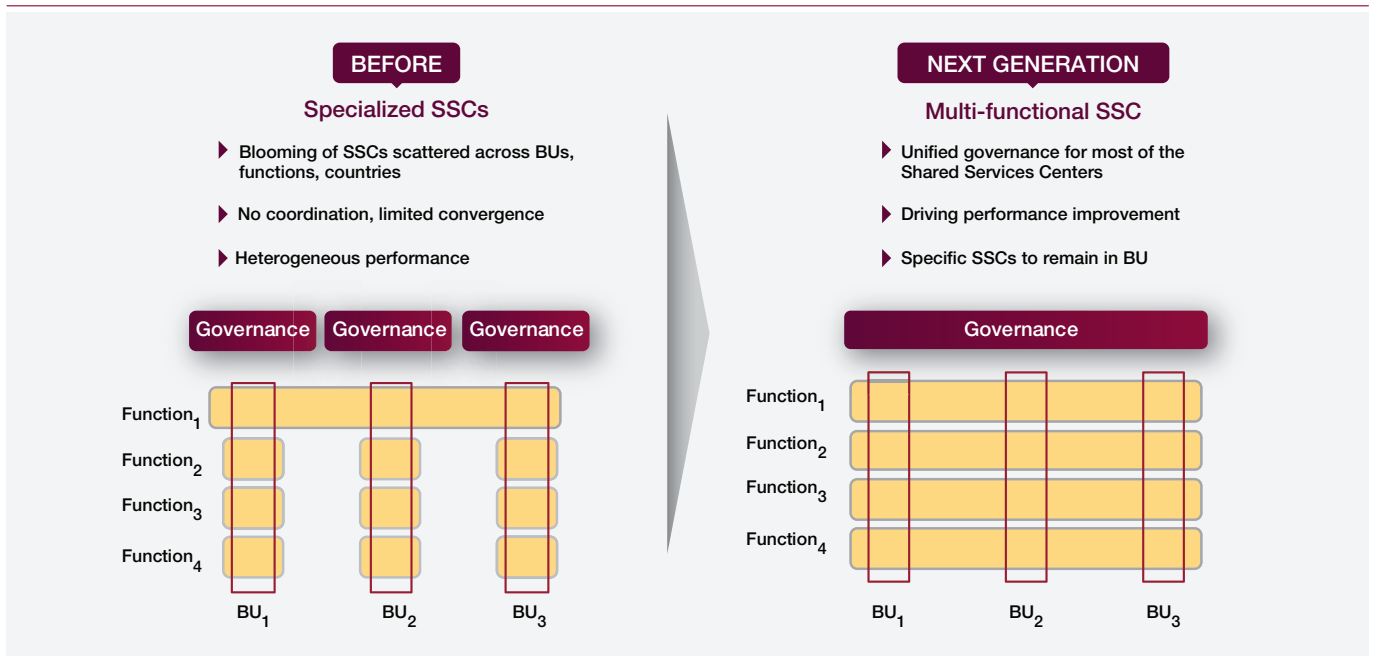 BEFORE
Specialized SSCs
Blooming of SSCs scattered across BUs,
functions, countries
No coordination, limited convergence
Heterogeneous performance
Governance Governance Governance
Function1
Function2
Function3
Function4
BU1 BU2 BU3
NEXT GENERATION
Multi-functional SSC
Unified governance for most of the
Shared Services Centers
Driving performance improvement
Specific SSCs to remain in BU
Governance
Function1
Function2
Function3
Function4
BU1 BU2 BU3